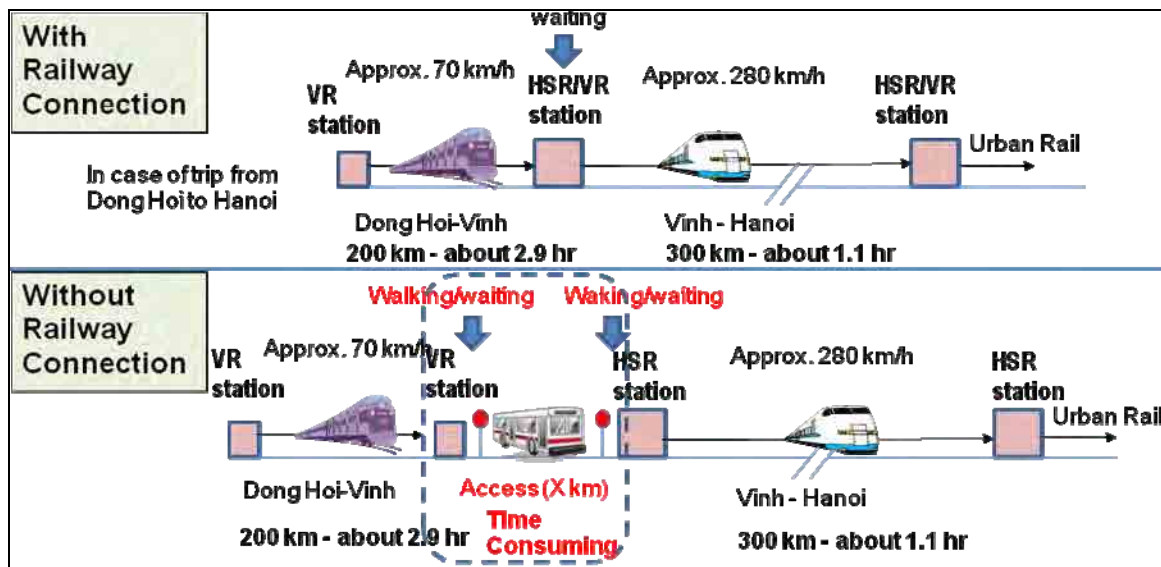 With
Railway
Connection
waiting
Approx. 70 km/h
HSR/VR
station
Approx. 280 km/h
HSR/VR
station
VR
station
Urban Rail
In case of trip from
Dong Hoi to Hanoi
Dong Hoi-Vinh
200 km - about 2.9 hr
Vinh - Hanoi
300 km - about 1.1 hr
Without
Railway
Connection
Walking/waiting
Waking/waiting
VR
station
Approx. 70 km/h
VR
station
HSR
station
Approx. 280 km/h
HSR
station
Urban Rail
Dong Hoi-Vinh
200 km - about 2.9 hr
Access (X km)
Time
Consuming
Vinh - Hanoi
300 km - about 1.1 hr